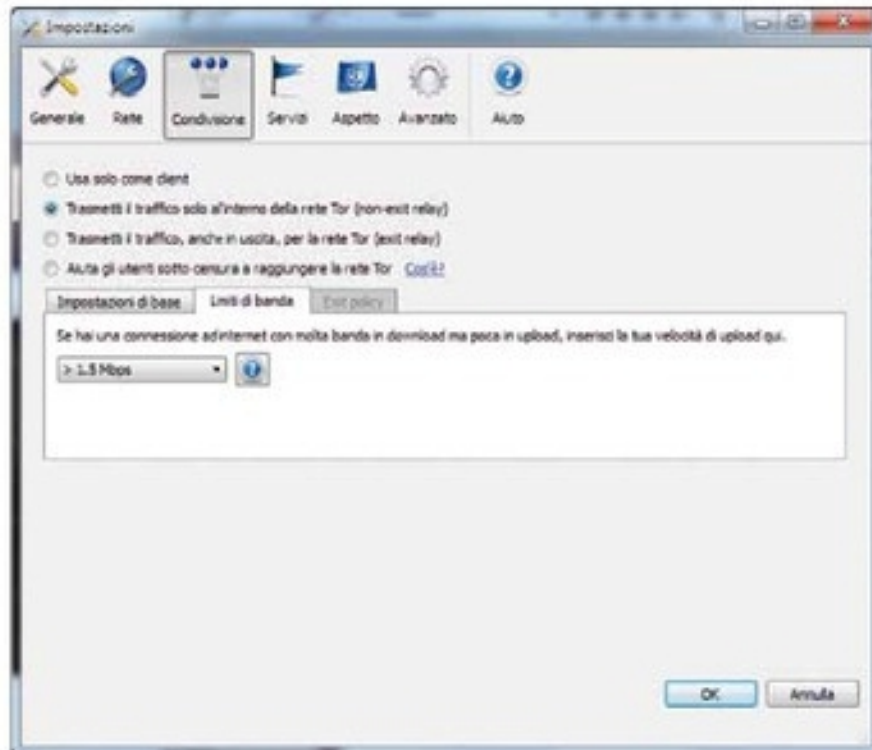 Impostazioni
Generale Rete Condivisione Servizi Aspetto Avanzato Aiuto
Usa solo come client
Trasmetti il traffico solo all'interno della rete Tor (non-exit relay)
Trasmetti il traffico, anche in uscita, per la rete Tor (exit relay)
Aiuta gli utenti sotto censura a raggiungere la rete Tor Cos'è?
Impostazioni di base Limiti di banda Exit policy
Se hai una connessione ad internet con molta banda in download ma poca in upload, inserisci la tua velocità di upload qui.
> 1.5 Mbps
OK Annulla